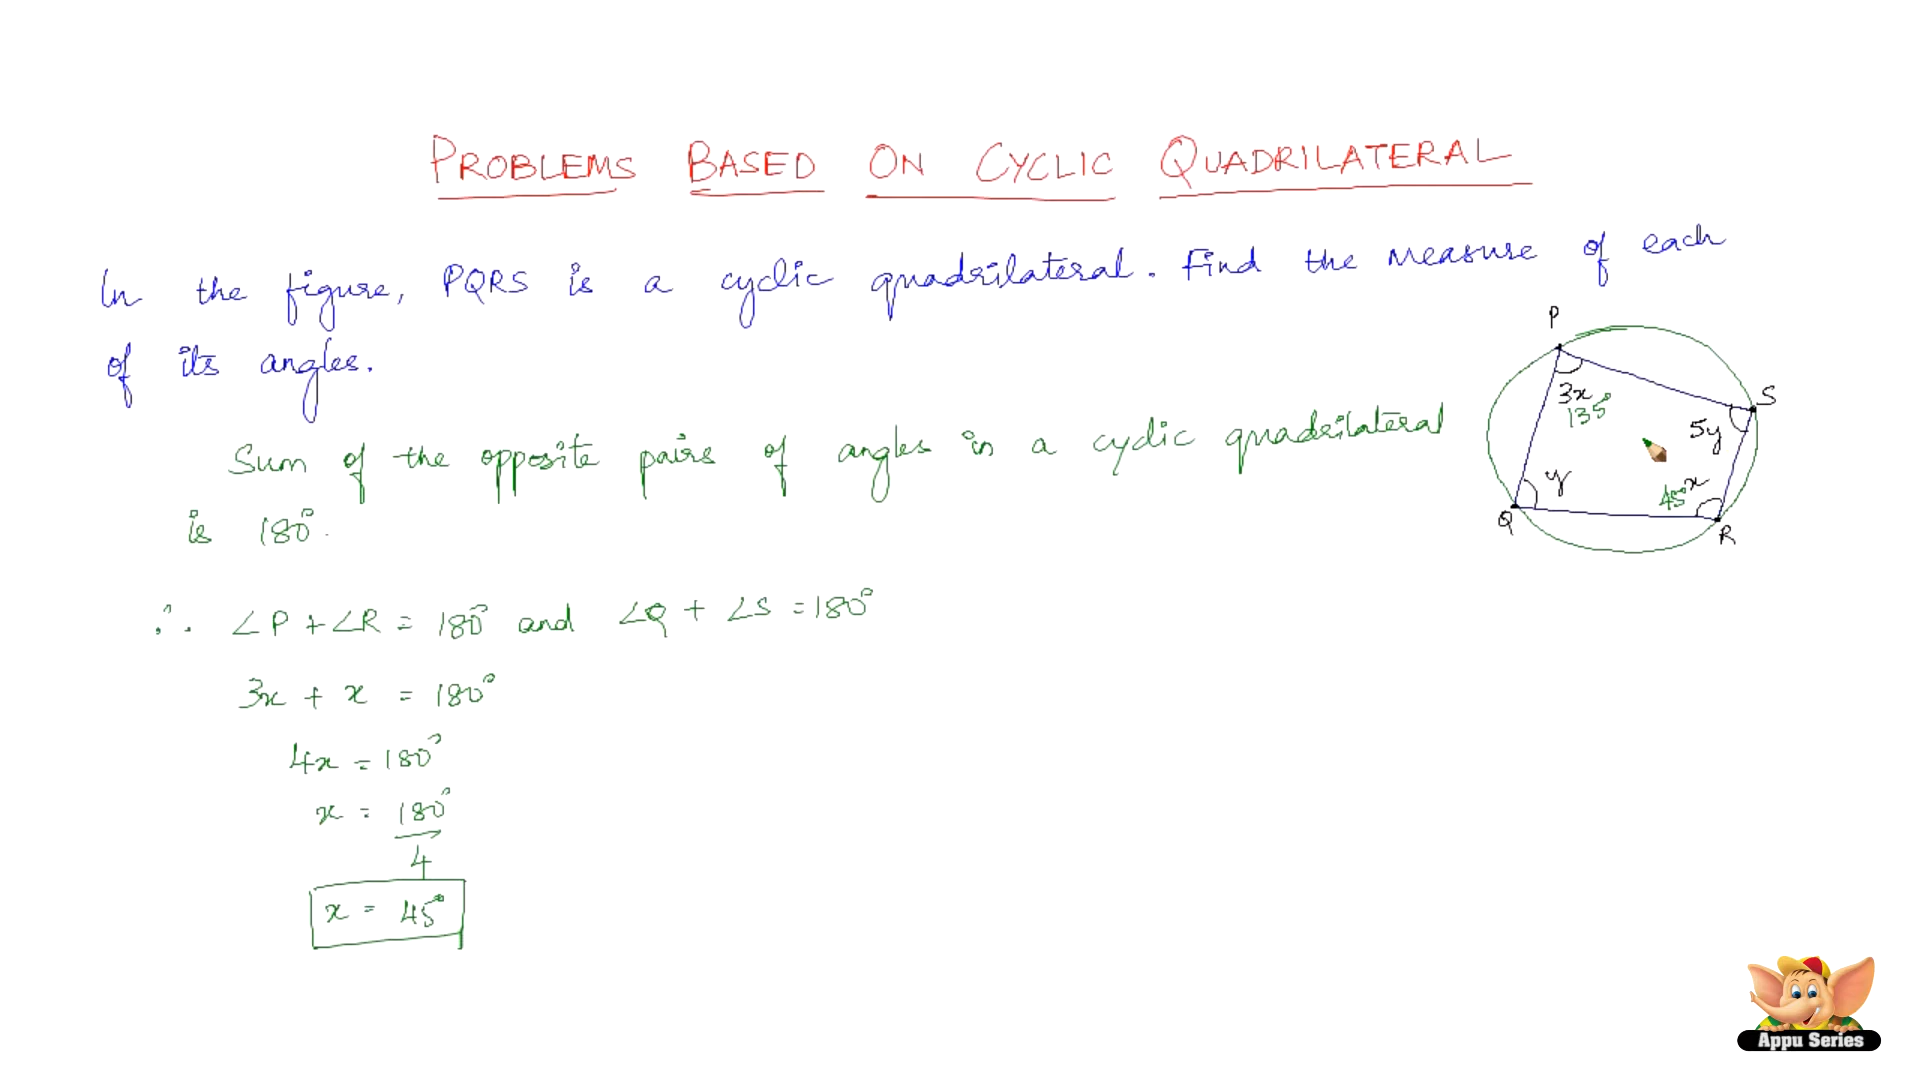 PROBLEMS BASED ON CYCLIC QUADRILATERAL
In the figure, PQRS is a cyclic quadrilateral. Find the measure of each
of its angles.
P
S
3x
135°
5y
y
45° x
Q
R
Sum of the opposite pairs of angles in a cyclic quadrilateral
is 180°.
∴ ∠P + ∠R = 180° and ∠Q + ∠S = 180°
3x + x = 180°
4x = 180°
x = 180°
4
x = 45°
Appu Series